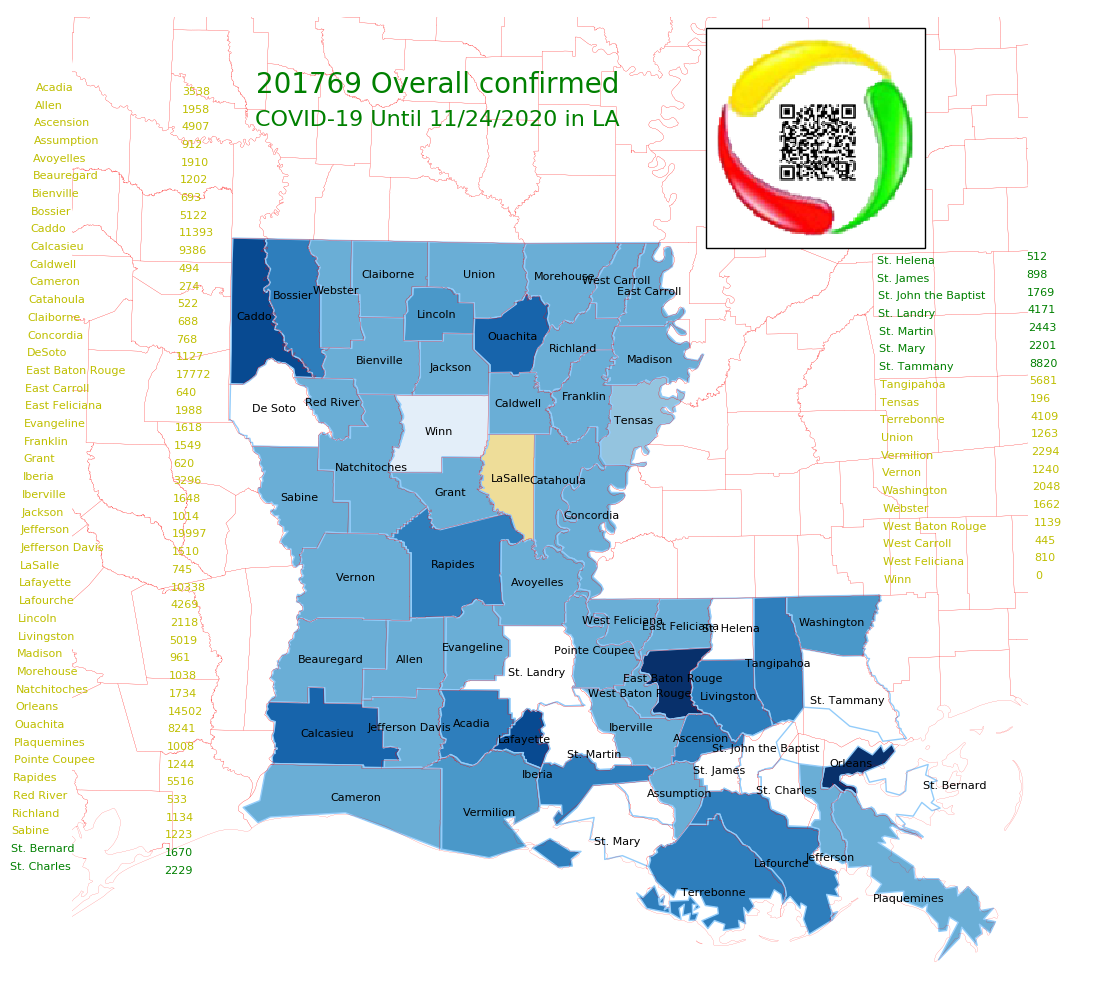 201769 Overall confirmed
COVID-19 Until 11/24/2020 in LA
Acadia 3538
Allen 1958
Ascension 4907
Assumption 912
Avoyelles 1910
Beauregard 1202
Bienville 693
Bossier 5122
Caddo 11393
Calcasieu 9386
Caldwell 494
Cameron 274
Catahoula 522
Claiborne 688
Concordia 768
DeSoto 1127
East Baton Rouge 17772
East Carroll 640
East Feliciana 1988
Evangeline 1618
Franklin 1549
Grant 620
Iberia 3296
Iberville 1648
Jackson 1014
Jefferson 19997
Jefferson Davis 1510
LaSalle 745
Lafayette 10338
Lafourche 4269
Lincoln 2118
Livingston 5019
Madison 961
Morehouse 1038
Natchitoches 1734
Orleans 14502
Ouachita 8241
Plaquemines 1008
Pointe Coupee 1244
Rapides 5516
Red River 533
Richland 1134
Sabine 1223
St. Bernard 1670
St. Charles 2229
St. Helena 512
St. James 898
St. John the Baptist 1769
St. Landry 4171
St. Martin 2443
St. Mary 2201
St. Tammany 8820
Tangipahoa 5681
Tensas 196
Terrebonne 4109
Union 1263
Vermilion 2294
Vernon 1240
Washington 2048
Webster 1662
West Baton Rouge 1139
West Carroll 445
West Feliciana 810
Winn 0
Claiborne
Union
Morehouse
West Carroll
East Carroll
Webster
Bossier
Caddo
Lincoln
Ouachita
Richland
Madison
Bienville
Jackson
Franklin
Red River
De Soto
Caldwell
Tensas
Winn
Natchitoches
LaSalle
Catahoula
Grant
Sabine
Concordia
Rapides
Vernon
Avoyelles
West Feliciana
East Feliciana
St. Helena
Washington
Evangeline
Pointe Coupee
Beauregard
Allen
Tangipahoa
St. Landry
East Baton Rouge
West Baton Rouge
Livingston
St. Tammany
Calcasieu
Jefferson Davis
Acadia
Iberville
Lafayette
Ascension
St. John the Baptist
St. Martin
Orleans
Iberia
St. James
St. Bernard
Cameron
Assumption
St. Charles
Vermilion
St. Mary
Jefferson
Lafourche
Terrebonne
Plaquemines